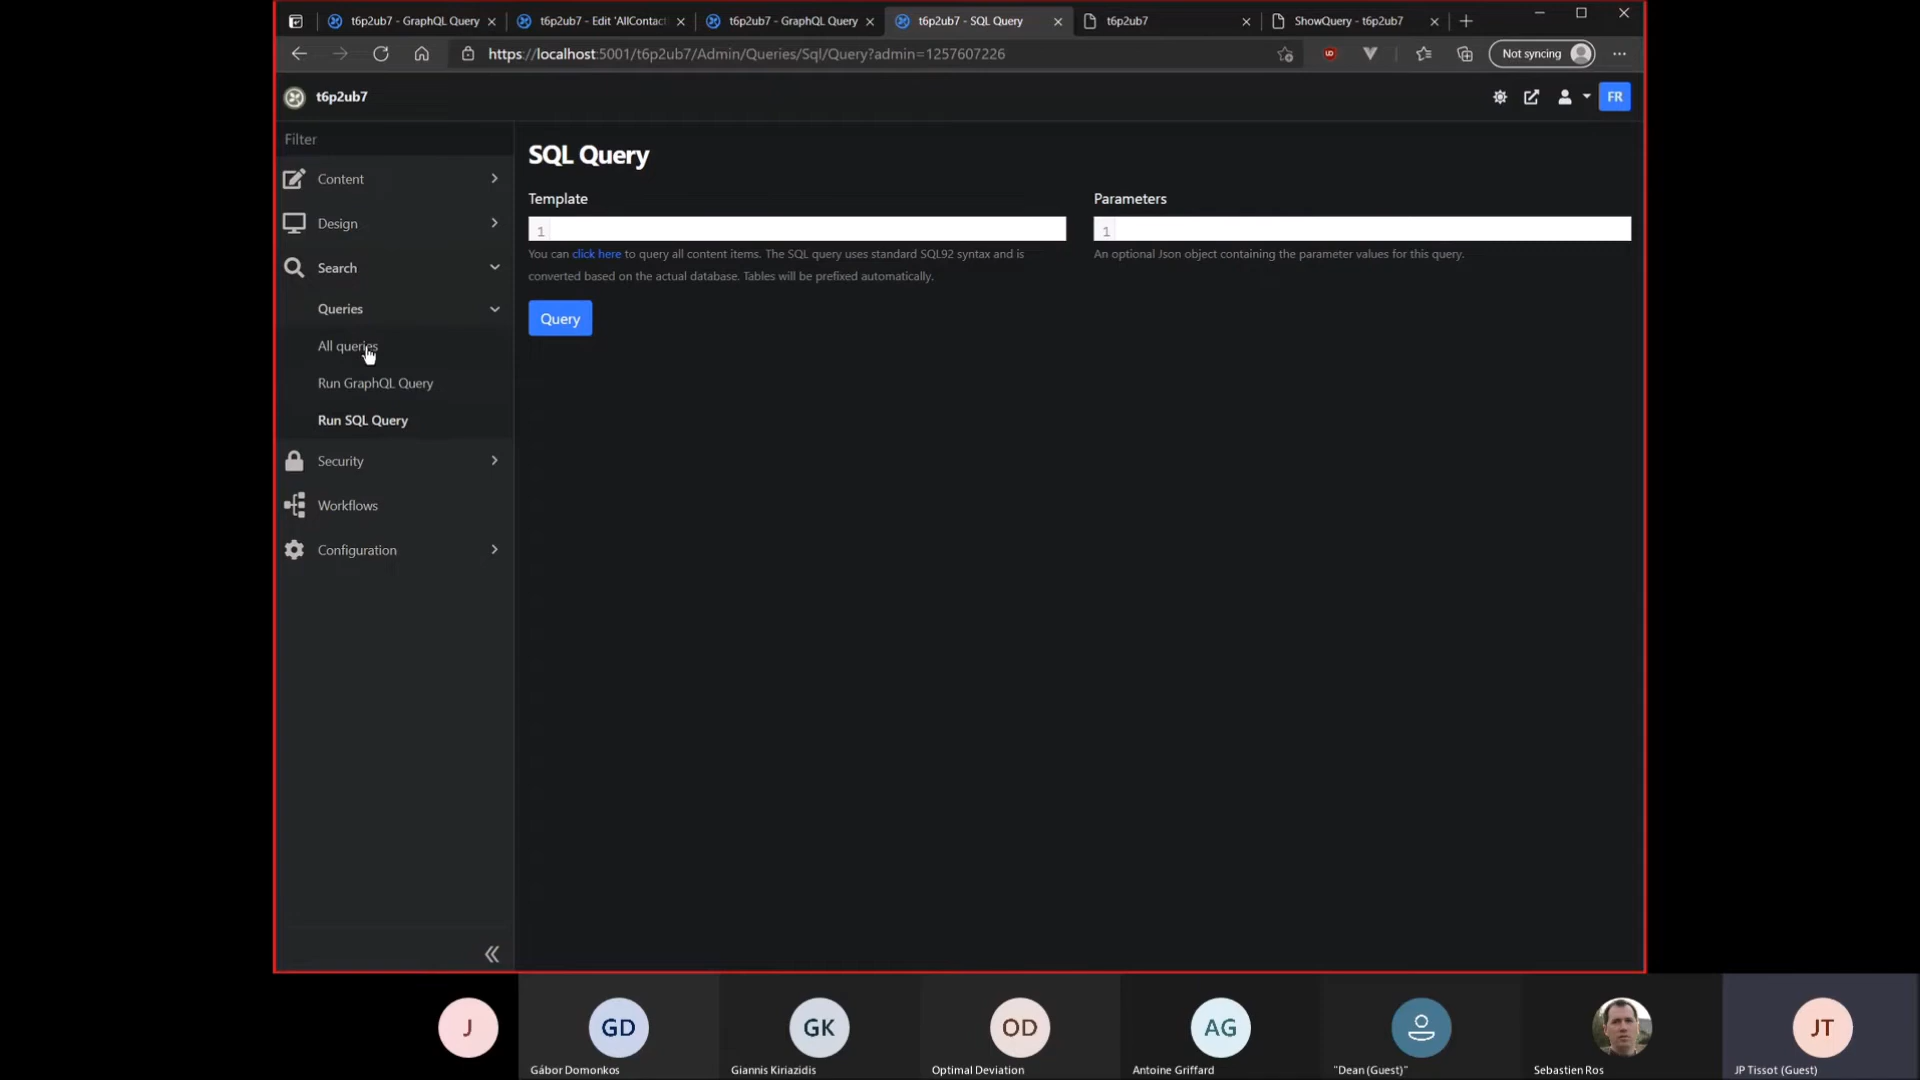 t6p2ub7 - GraphQL Query
t6p2ub7 - Edit 'AllContact
t6p2ub7 - GraphQL Query
t6p2ub7 - SQL Query
t6p2ub7
ShowQuery - t6p2ub7
https://localhost:5001/t6p2ub7/Admin/Queries/Sql/Query?admin=1257607226
Not syncing
t6p2ub7
FR
Filter
Content
Design
Search
Queries
All queries
Run GraphQL Query
Run SQL Query
Security
Workflows
Configuration
SQL Query
Template
1
You can click here to query all content items. The SQL query uses standard SQL92 syntax and is
converted based on the actual database. Tables will be prefixed automatically.
Parameters
1
An optional Json object containing the parameter values for this query.
Query
J
GD
GK
OD
AG
JT
Gábor Domonkos
Giannis Kiriazidis
Optimal Deviation
Antoine Griffard
"Dean (Guest)"
Sebastien Ros
JP Tissot (Guest)